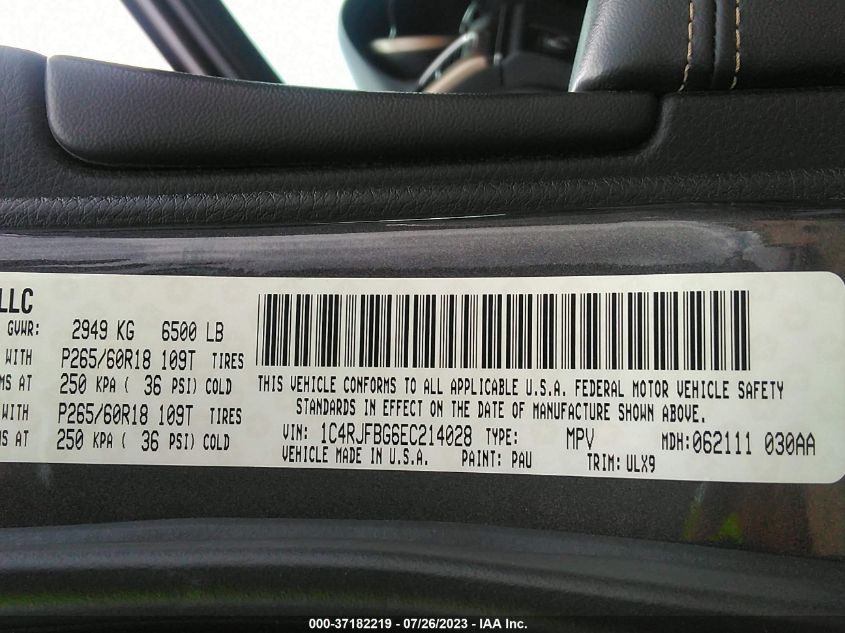 LLC
GVWR: 2949 KG 6500 LB
WITH P265/60R18 109T TIRES
MS AT 250 KPA ( 36 PSI) COLD
WITH P265/60R18 109T TIRES
MS AT 250 KPA ( 36 PSI) COLD
THIS VEHICLE CONFORMS TO ALL APPLICABLE U.S.A. FEDERAL MOTOR VEHICLE SAFETY
STANDARDS IN EFFECT ON THE DATE OF MANUFACTURE SHOWN ABOVE.
VIN: 1C4RJFBG6EC214028 TYPE: MPV MDH: 062111 030AA
VEHICLE MADE IN U.S.A. PAINT: PAU TRIM: ULX9
000-37182219 - 07/26/2023 - © IAA Inc.